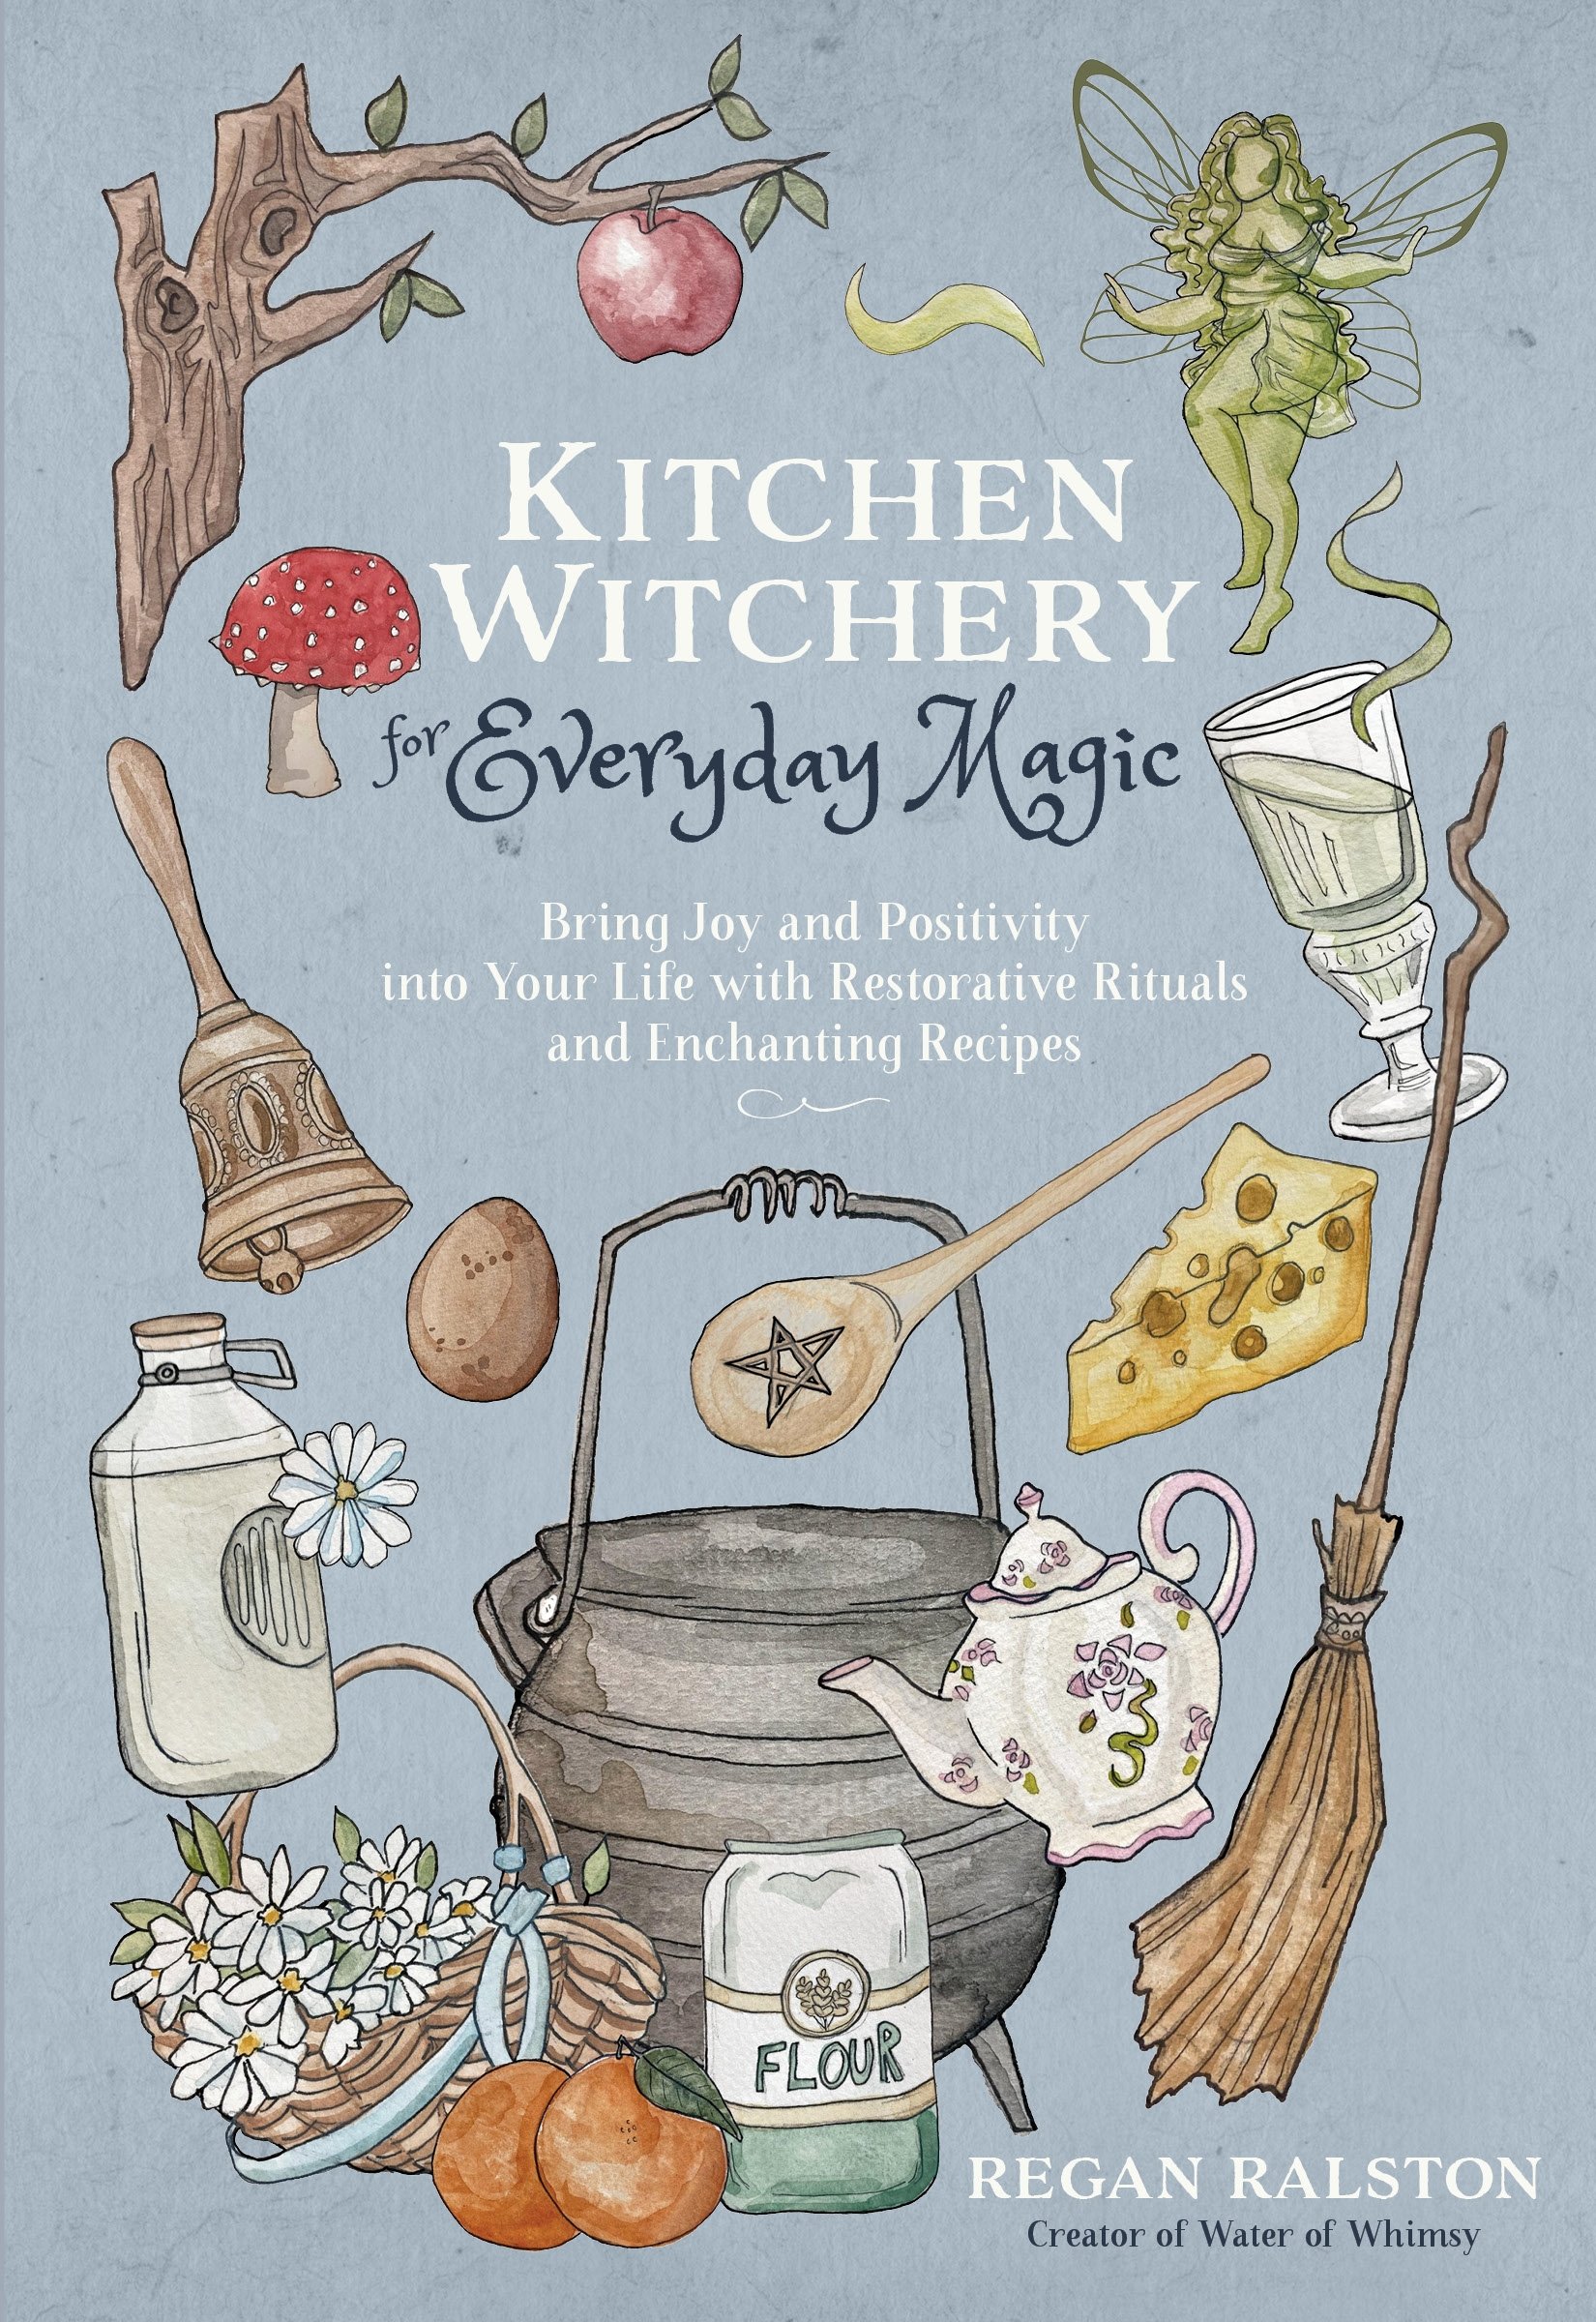 KITCHEN
WITCHERY
for Everyday Magic
Bring Joy and Positivity
into Your Life with Restorative Rituals
and Enchanting Recipes
FLOUR
REGAN RALSTON
Creator of Water of Whimsy